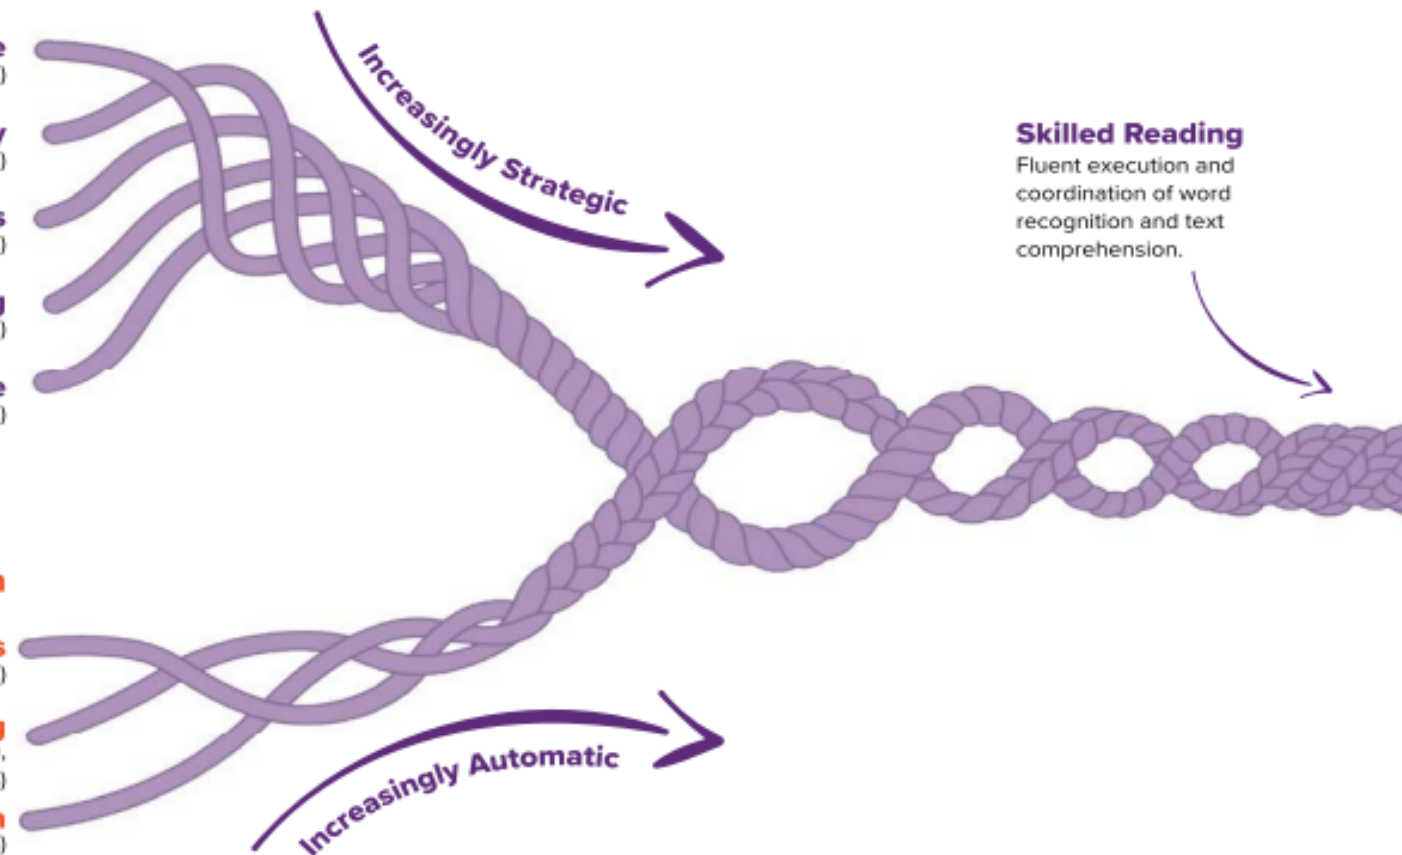 Increasingly Strategic
Skilled Reading
Fluent execution and
coordination of word
recognition and text
comprehension.
Increasingly Automatic